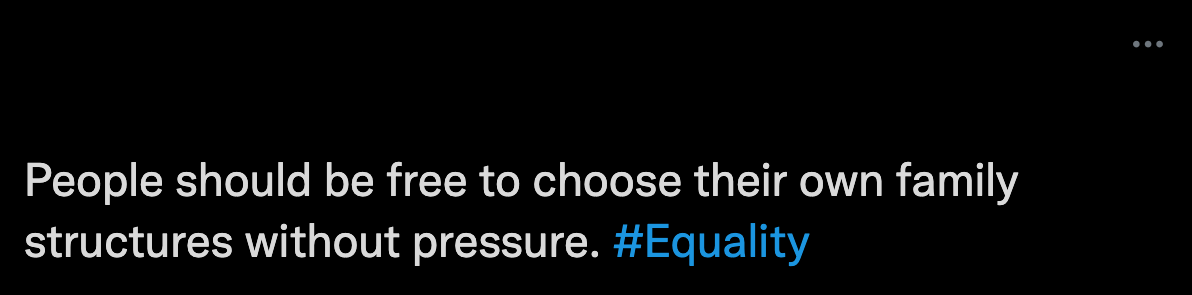 People should be free to choose their own family
structures without pressure. #Equality